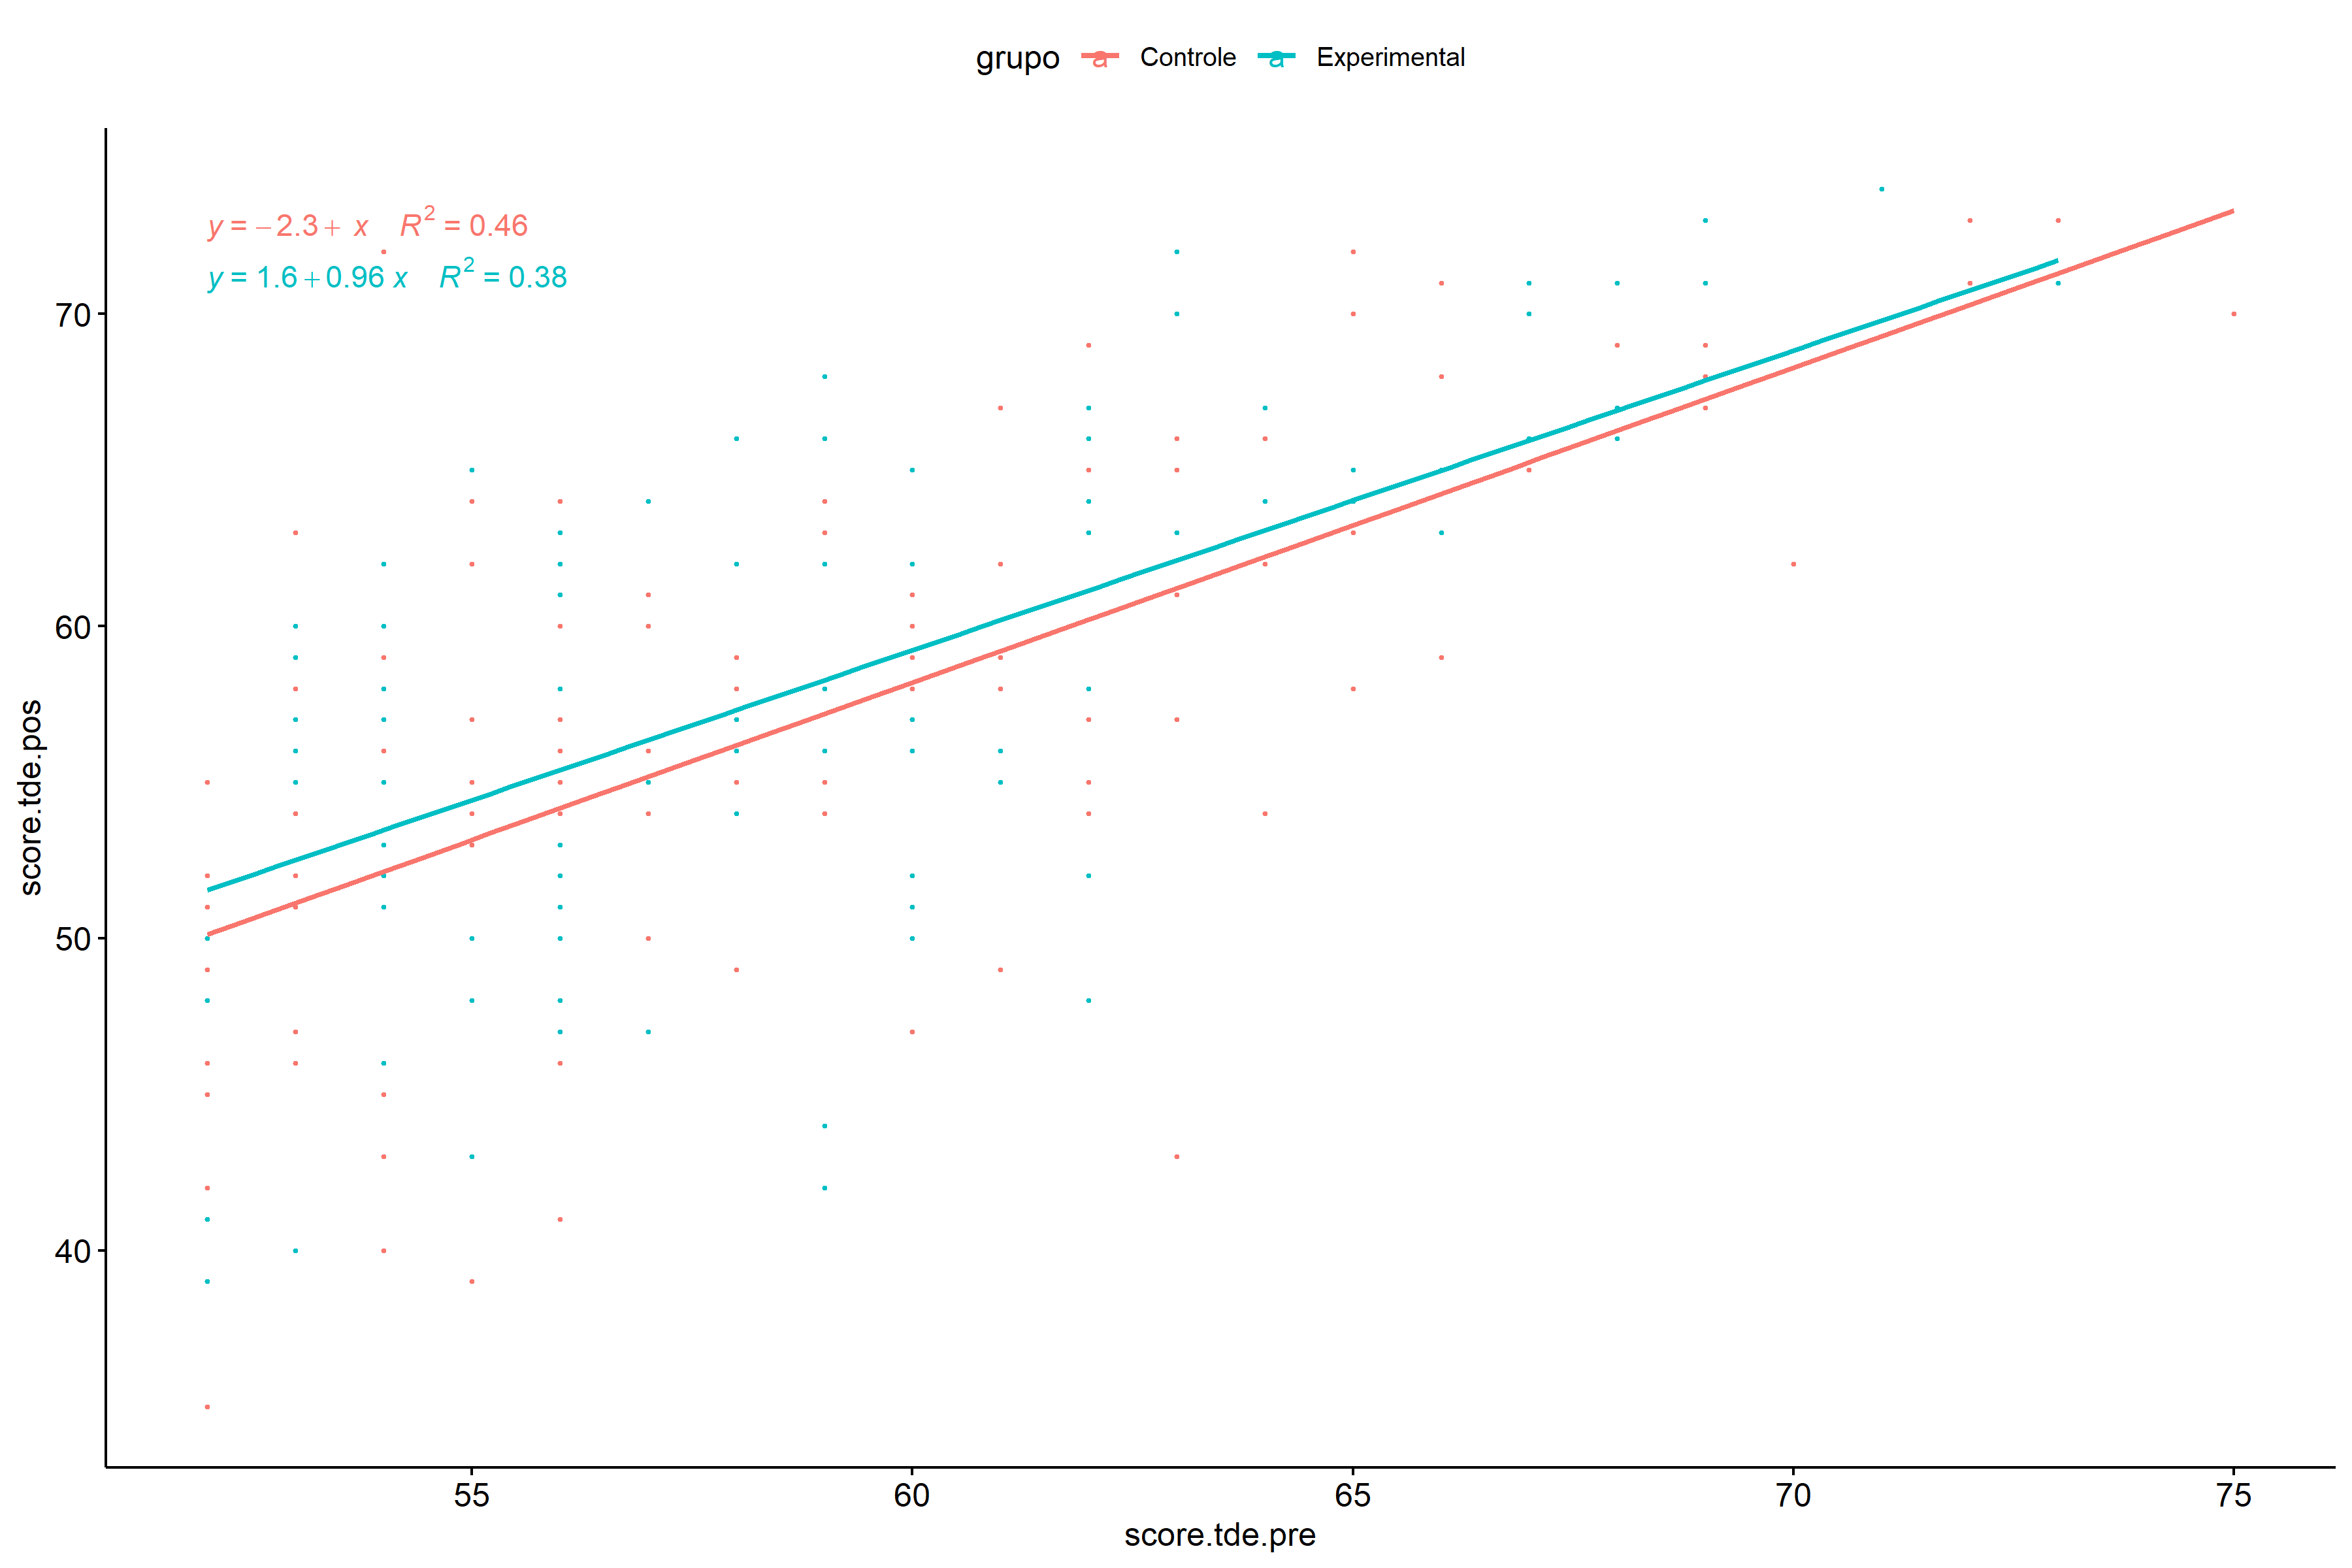 grupo a Controle a Experimental
y = −2.3 + x R² = 0.46
y = 1.6 + 0.96 x R² = 0.38
70
60
50
40
score.tde.pos
55 60 65 70 75
score.tde.pre